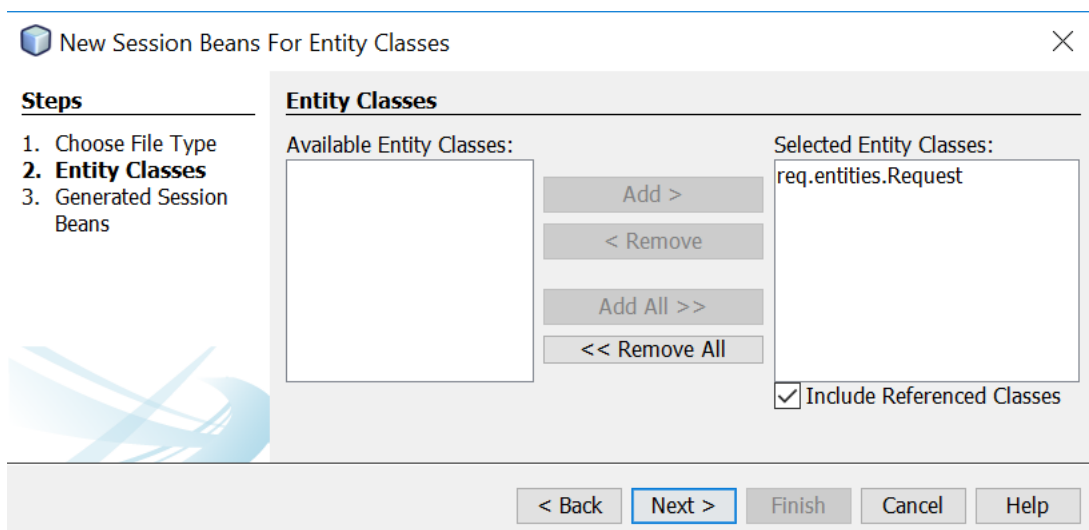 New Session Beans For Entity Classes
Steps
1. Choose File Type
2. Entity Classes
3. Generated Session
Beans
Entity Classes
Available Entity Classes:
Add >
< Remove
Add All >>
<< Remove All
Selected Entity Classes:
req.entities.Request
Include Referenced Classes
< Back
Next >
Finish
Cancel
Help